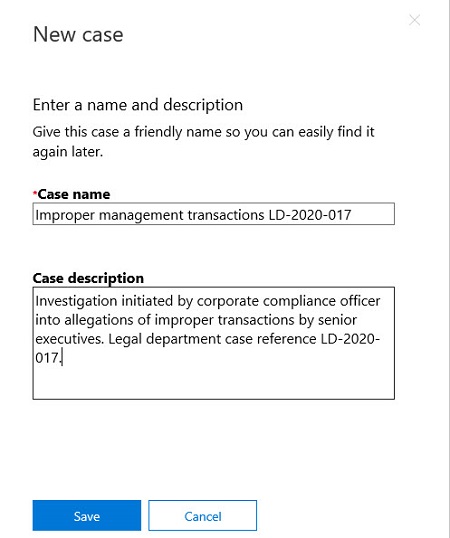 New case
Enter a name and description
Give this case a friendly name so you can easily find it
again later.
*Case name
Improper management transactions LD-2020-017
Case description
Investigation initiated by corporate compliance officer
into allegations of improper transactions by senior
executives. Legal department case reference LD-2020-
017.
Save
Cancel